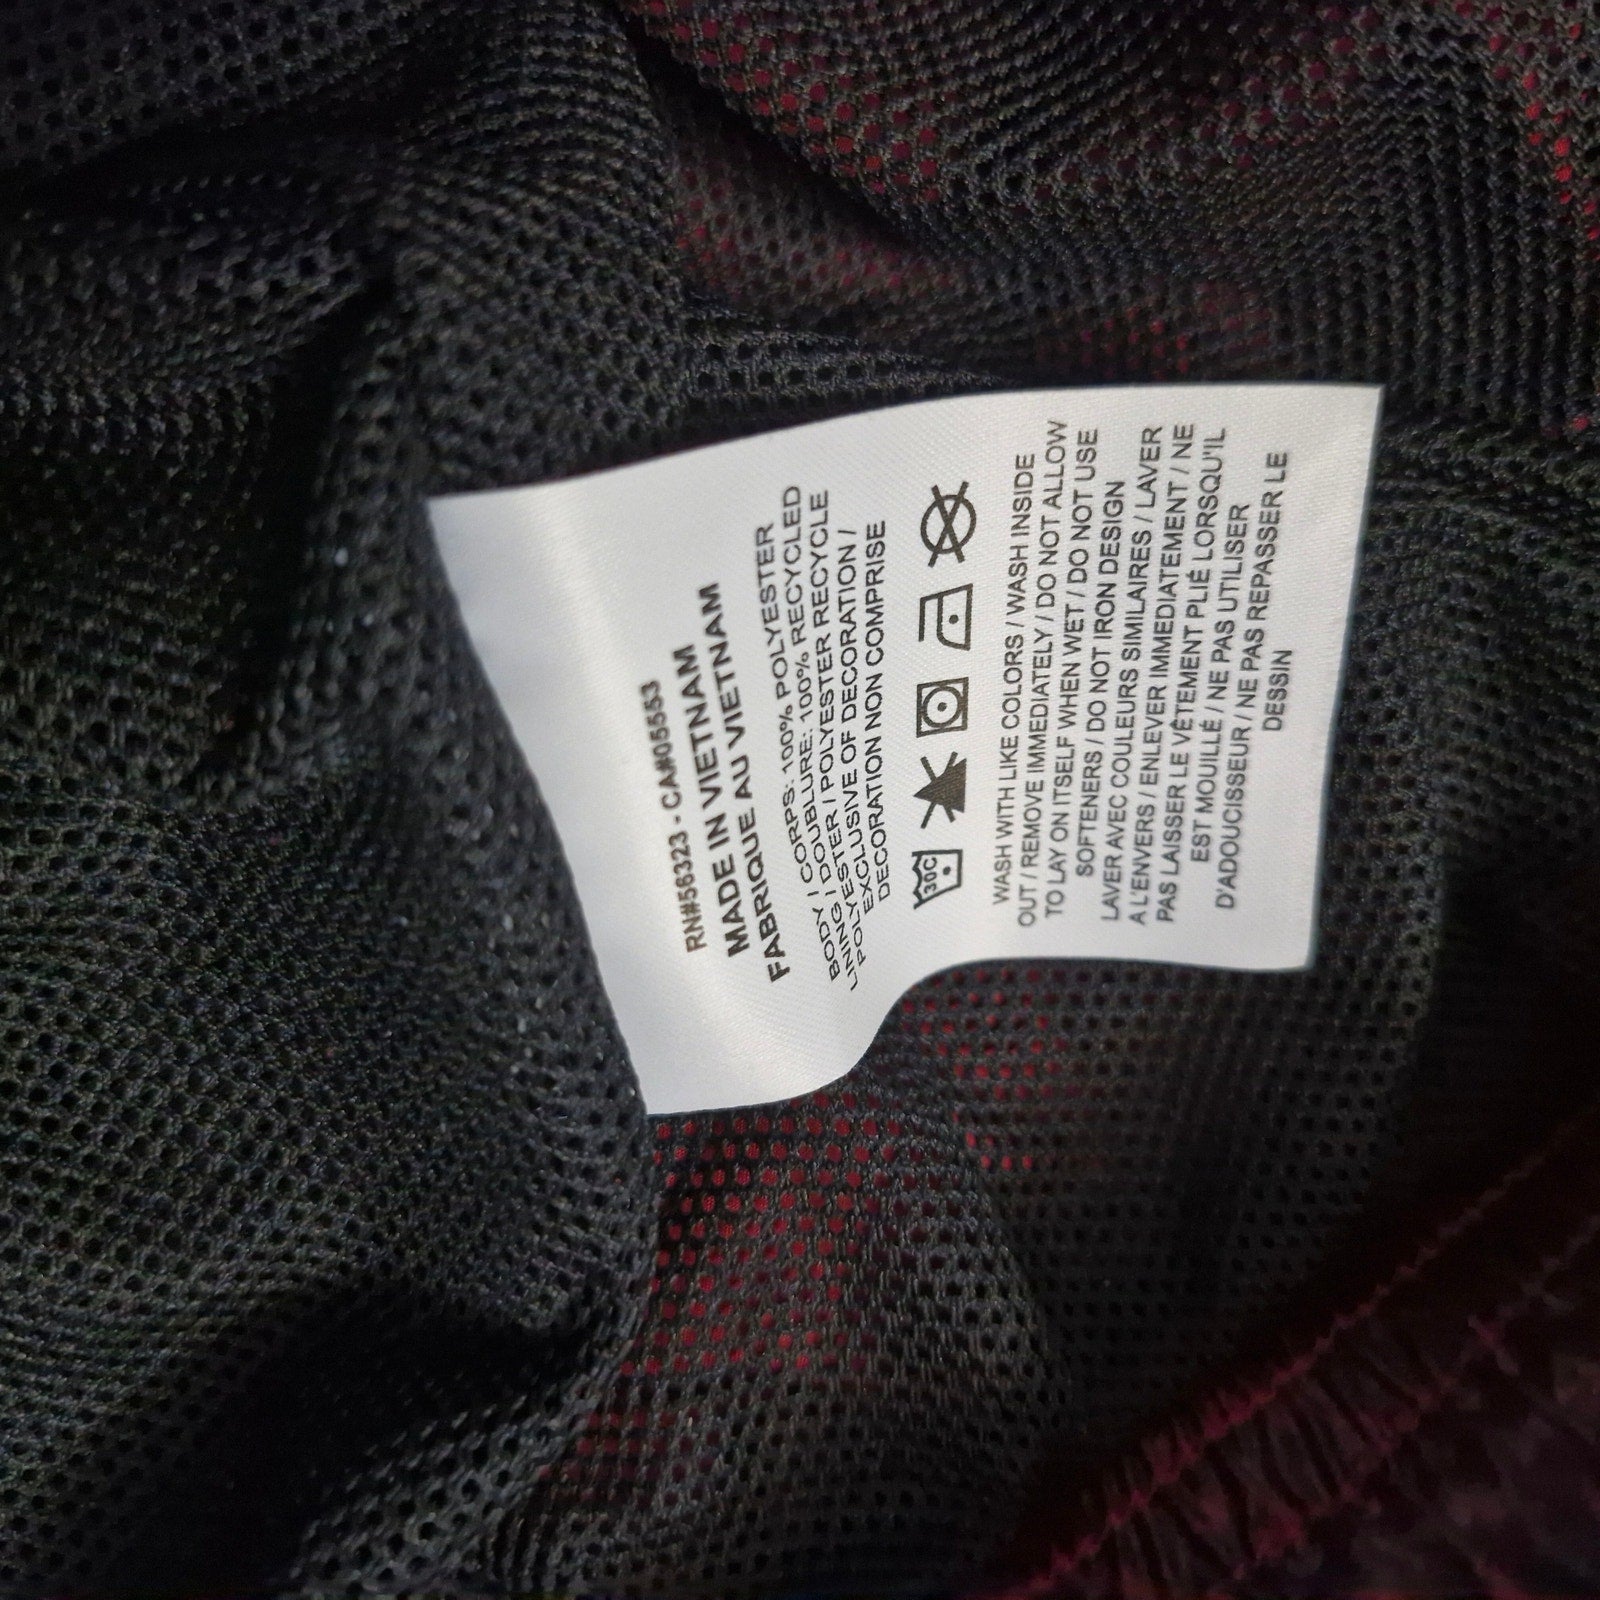 RN#56323 - CA#05553
MADE IN VIETNAM
FABRIQUE AU VIETNAM
BODY / CORPS: 100% POLYESTER
LINING / DOUBLURE: 100% RECYCLED
POLYESTER / POLYESTER RECYCLE
EXCLUSIVE OF DECORATION /
DECORATION NON COMPRISE
30C
WASH WITH LIKE COLORS / WASH INSIDE
OUT / REMOVE IMMEDIATELY / DO NOT ALLOW
TO LAY ON ITSELF WHEN WET / DO NOT USE
SOFTENERS / DO NOT IRON DESIGN
LAVER AVEC COULEURS SIMILAIRES / LAVER
A L'ENVERS / ENLEVER IMMEDIATEMENT / NE
PAS LAISSER LE VÊTEMENT PLIÉ LORSQU'IL
EST MOUILLÉ / NE PAS UTILISER
D'ADOUCISSEUR / NE PAS REPASSER LE
DESSIN